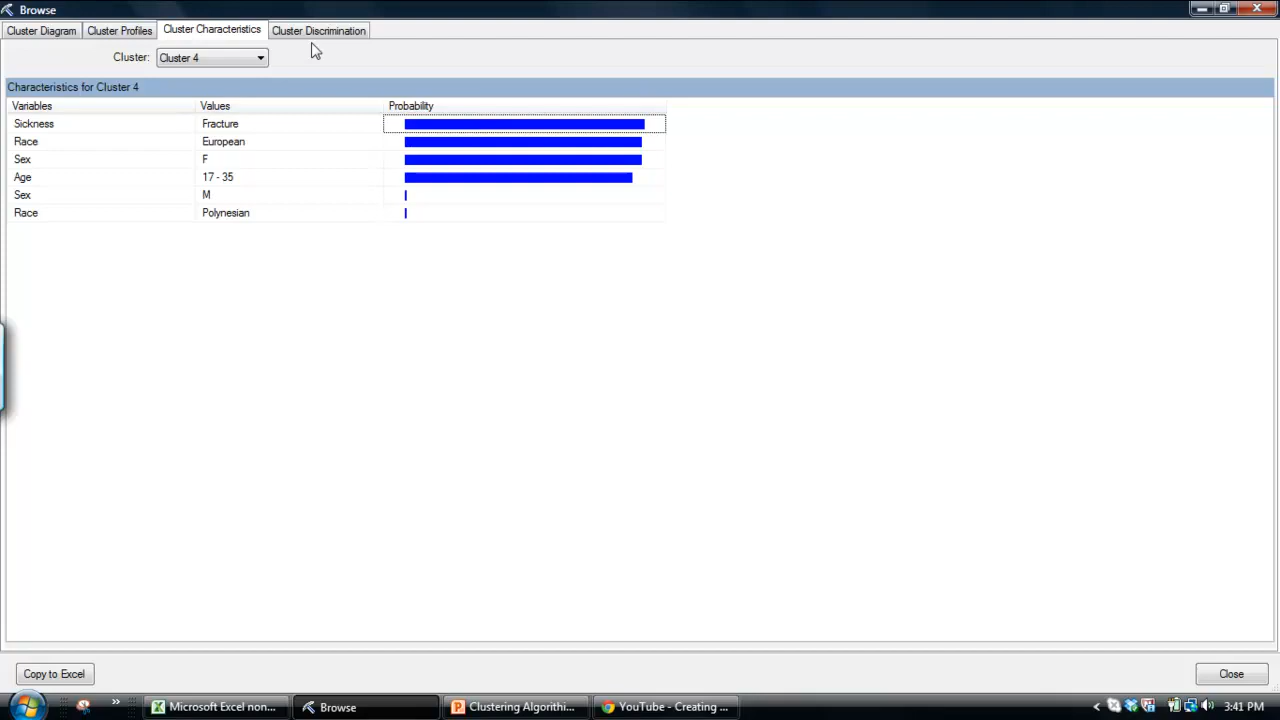 Browse
Cluster Diagram Cluster Profiles Cluster Characteristics Cluster Discrimination
Cluster: Cluster 4
Characteristics for Cluster 4
Variables Values Probability
Sickness Fracture
Race European
Sex F
Age 17 - 35
Sex M
Race Polynesian
Copy to Excel Close
Microsoft Excel non... Browse Clustering Algorithi... YouTube - Creating ... 3:41 PM